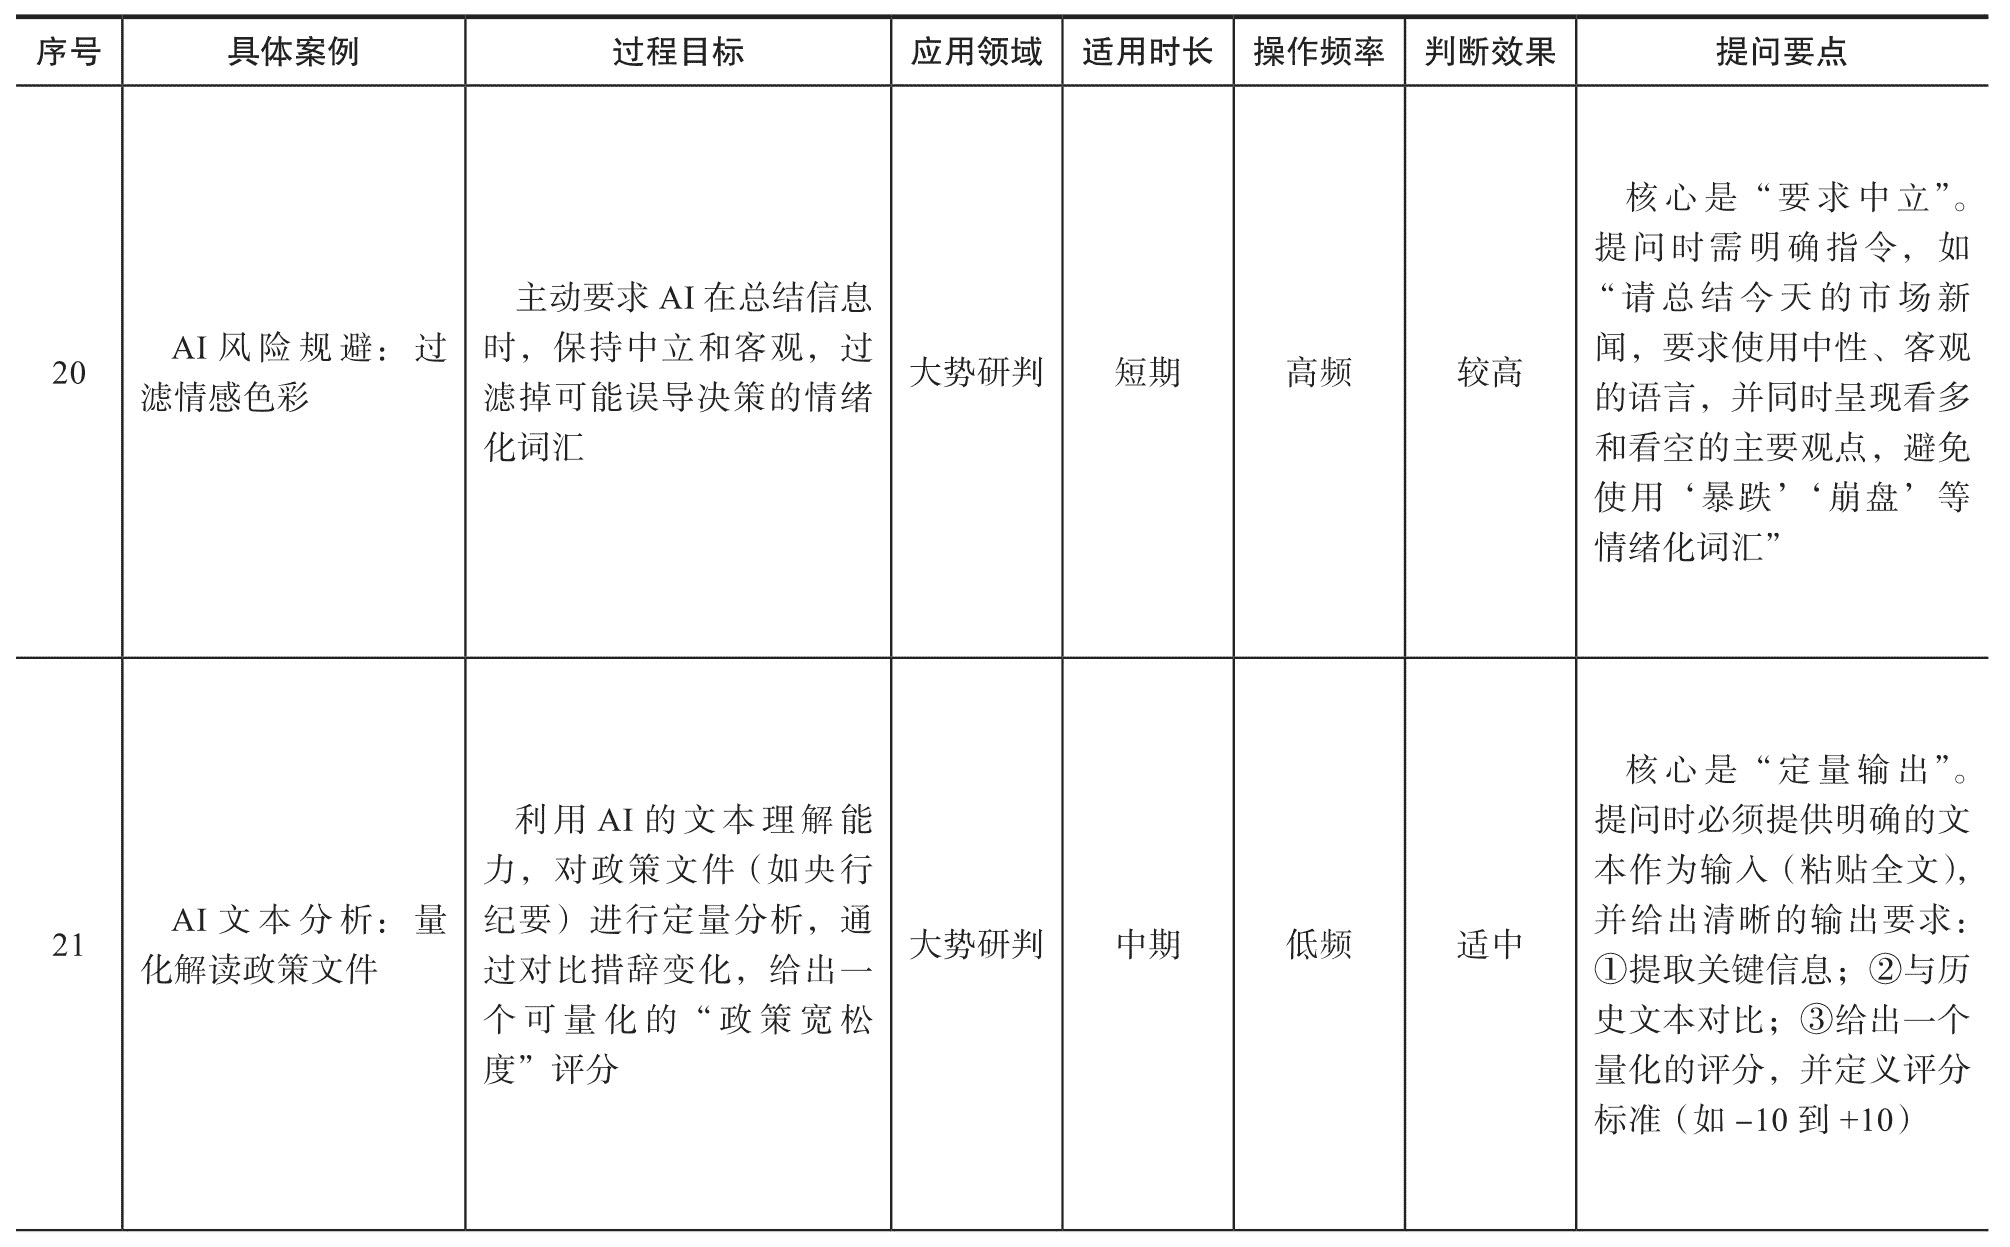 序号 具体案例 过程目标 应用领域 适用时长 操作频率 判断效果 提问要点
20
AI 风险规避：过
滤情感色彩
主动要求 AI 在总结信息
时，保持中立和客观，过
滤掉可能误导决策的情绪
化词汇
大势研判
短期
高频
较高
核心是“要求中立”。
提问时需明确指令，如
“请总结今天的市场新
闻，要求使用中性、客观
的语言，并同时呈现看多
和看空的主要观点，避免
使用‘暴跌’‘崩盘’等
情绪化词汇”
21
AI 文本分析：量
化解读政策文件
利用 AI 的文本理解能
力，对政策文件（如央行
纪要）进行定量分析，通
过对比措辞变化，给出一
个可量化的“政策宽松
度”评分
大势研判
中期
低频
适中
核心是“定量输出”。
提问时必须提供明确的文
本作为输入（粘贴全文），
并给出清晰的输出要求：
①提取关键信息；②与历
史文本对比；③给出一个
量化的评分，并定义评分
标准（如 –10 到 +10）